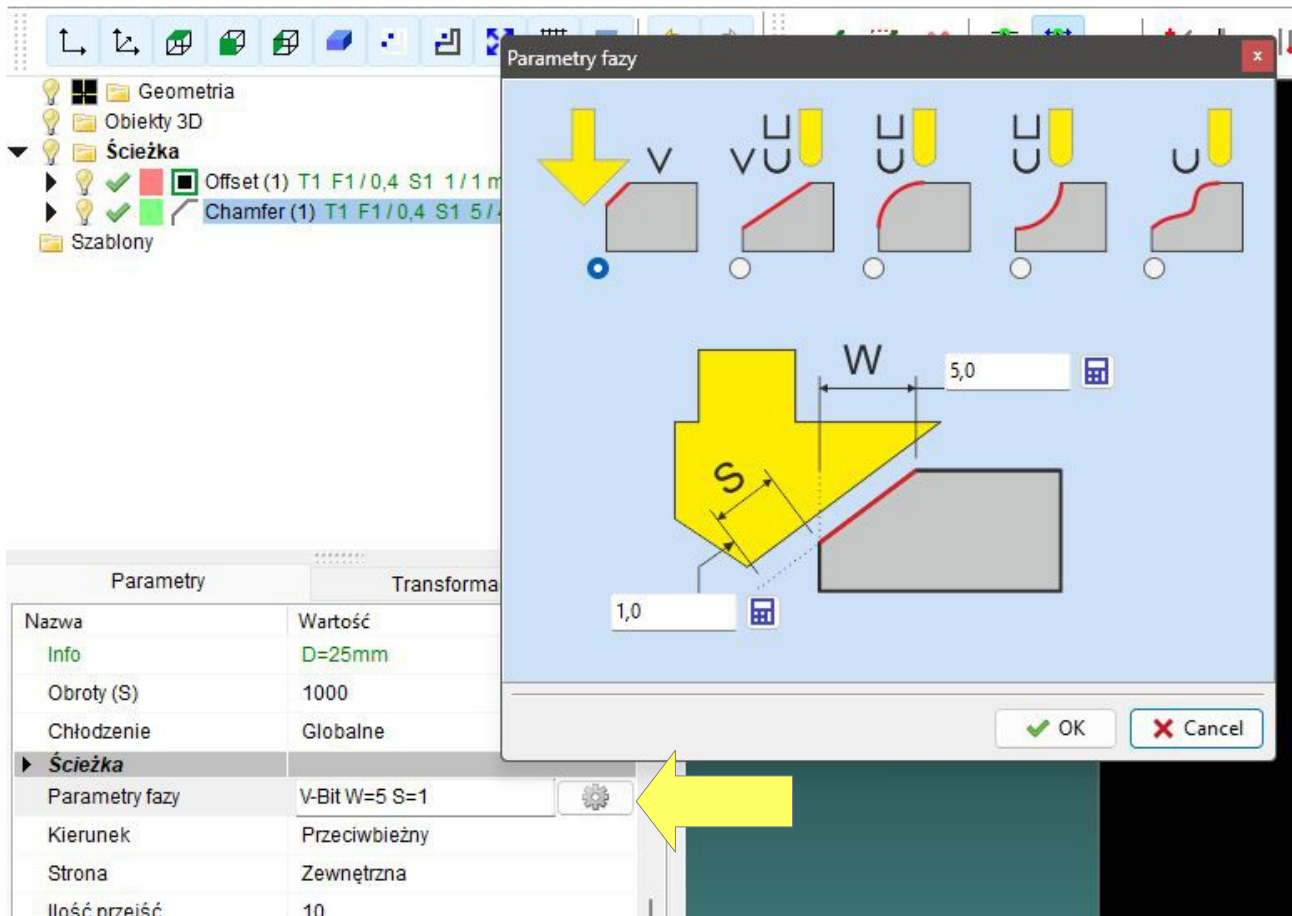 Parametry fazy
Geometria
Obiekty 3D
Ścieżka
Offset (1) T1 F1/0,4 S1 1/1
Chamfer (1) T1 F1/0,4 S1 5/
Szablony
V
V U
U
U
U
W
5,0
S
1,0
OK
Cancel
Parametry
Nazwa Wartość
Info D=25mm
Obroty (S) 1000
Chłodzenie Globalne
Ścieżka
Parametry fazy V-Bit W=5 S=1
Kierunek Przeciwbieżny
Strona Zewnętrzna
Ilość przejść 10